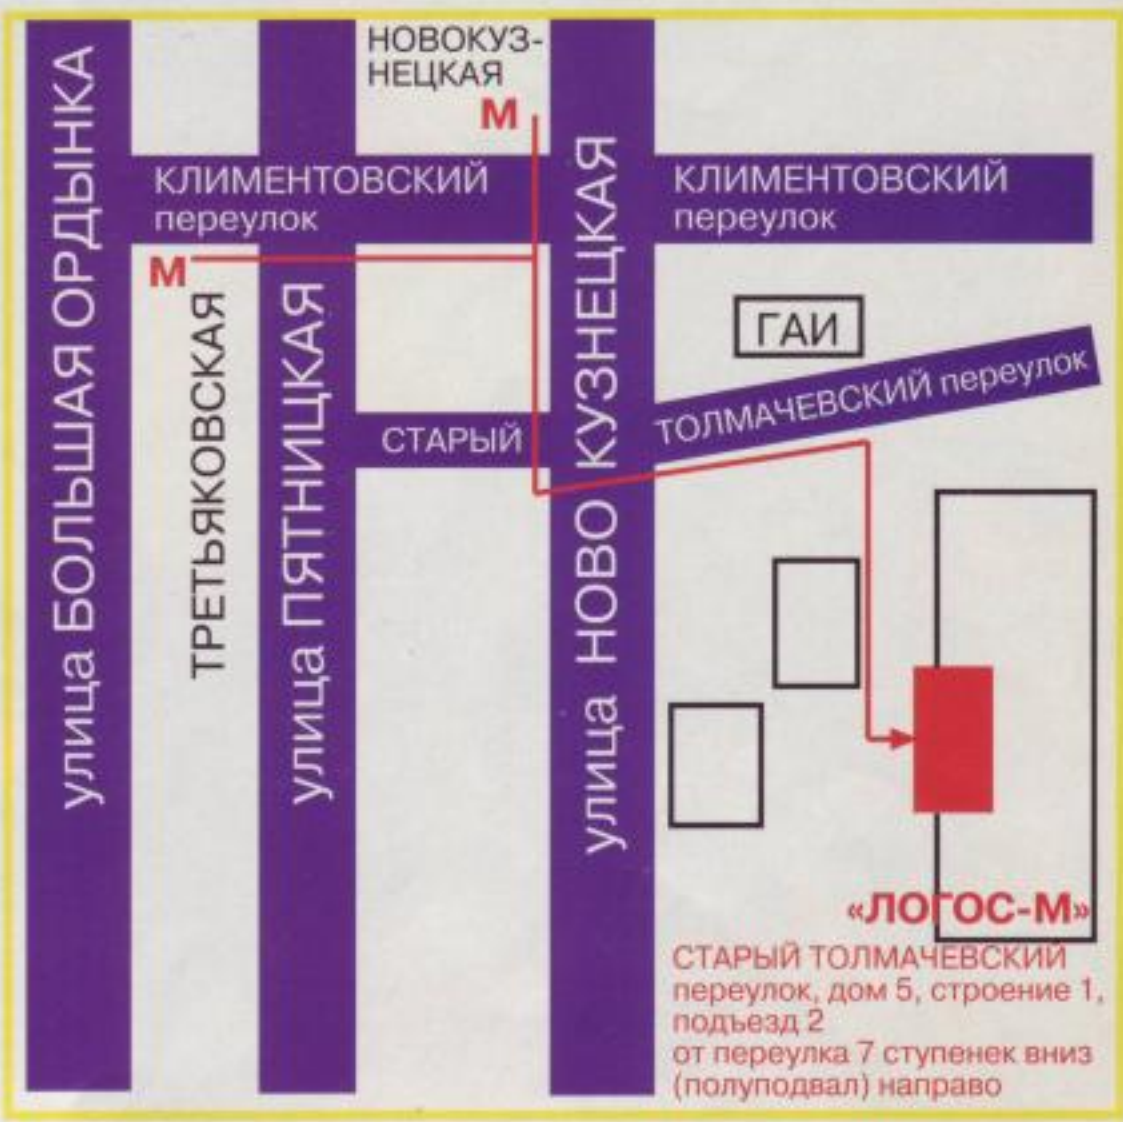 НОВОКУЗ-
НЕЦКАЯ
М
улица БОЛЬШАЯ ОРДЫНКА
КЛИМЕНТОВСКИЙ
переулок
КЛИМЕНТОВСКИЙ
переулок
М
ТРЕТЬЯКОВСКАЯ
улица ПЯТНИЦКАЯ
улица НОВО КУЗНЕЦКАЯ
ГАИ
СТАРЫЙ
ТОЛМАЧЕВСКИЙ переулок
«ЛОГОС-М»
СТАРЫЙ ТОЛМАЧЕВСКИЙ
переулок, дом 5, строение 1,
подъезд 2
от переулка 7 ступенек вниз
(полуподвал) направо